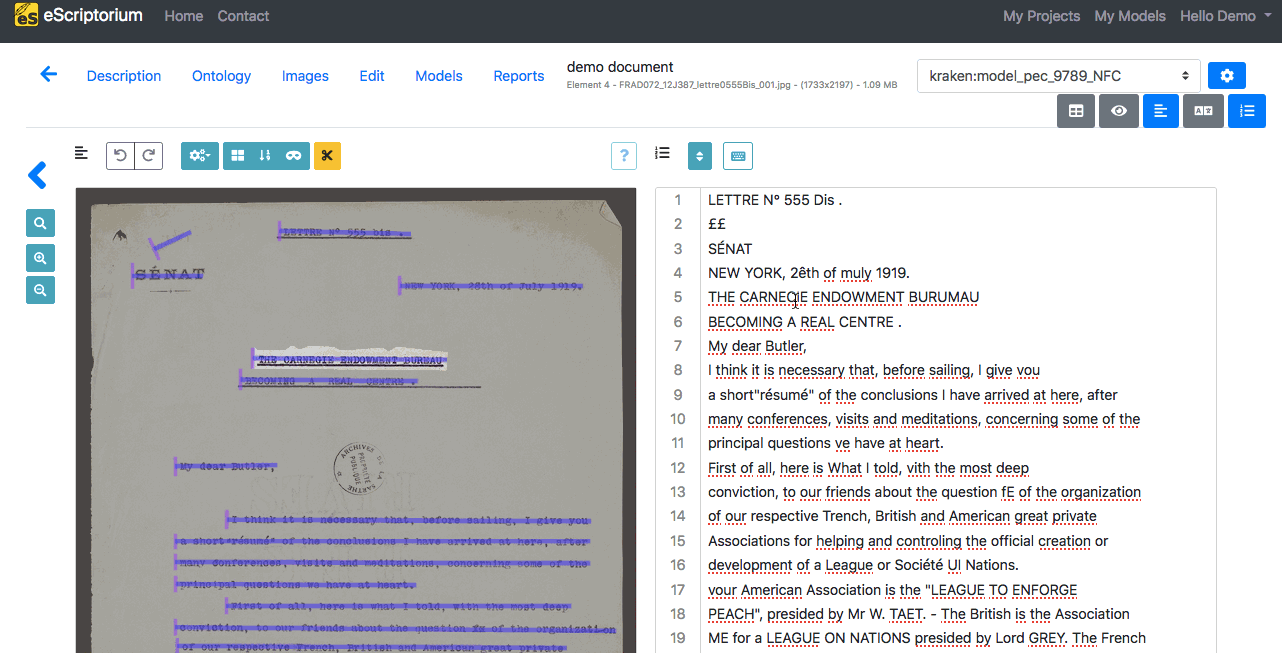 eScriptorium Home Contact My Projects My Models Hello Demo
Description Ontology Images Edit Models Reports
demo document
Element 4 - FRAD072_12J387_lettre0555Bis_001.jpg - (1733x2197) - 1.09 MB
kraken:model_pec_9789_NFC
?
LETTRE Nº 555 bis .
SÉNAT
NEW YORK, 28th of July 1919.
THE CARNEGIE ENDOWMENT BUREAU
BECOMING A REAL CENTRE .
ARCHIVES DE LA SARTHE
My dear Butler,
I think it is necessary that, before sailing, I give you
a short"résumé" of the conclusions I have arrived at here, after
many conferences, visits and meditations, concerning some of the
principal questions we have at heart.
First of all, here is what I told, with the most deep
conviction, to our friends about the question of the organization
of our respective French, British and American great private
1 LETTRE Nº 555 Dis .
2 ££
3 SÉNAT
4 NEW YORK, 2êth of muly 1919.
5 THE CARNECIE ENDOWMENT BURUMAU
6 BECOMING A REAL CENTRE .
7 My dear Butler,
8 I think it is necessary that, before sailing, I give vou
9 a short"résumé" of the conclusions I have arrived at here, after
10 many conferences, visits and meditations, concerning some of the
11 principal questions ve have at heart.
12 First of all, here is What I told, vith the most deep
13 conviction, to our friends about the question fE of the organization
14 of our respective Trench, British and American great private
15 Associations for helping and controling the official creation or
16 development of a League or Société UI Nations.
17 vour American Association is the "LEAGUE TO ENFORGE
18 PEACH", presided by Mr W. TAET. - The British is the Association
19 ME for a LEAGUE ON NATIONS presided by Lord GREY. The French